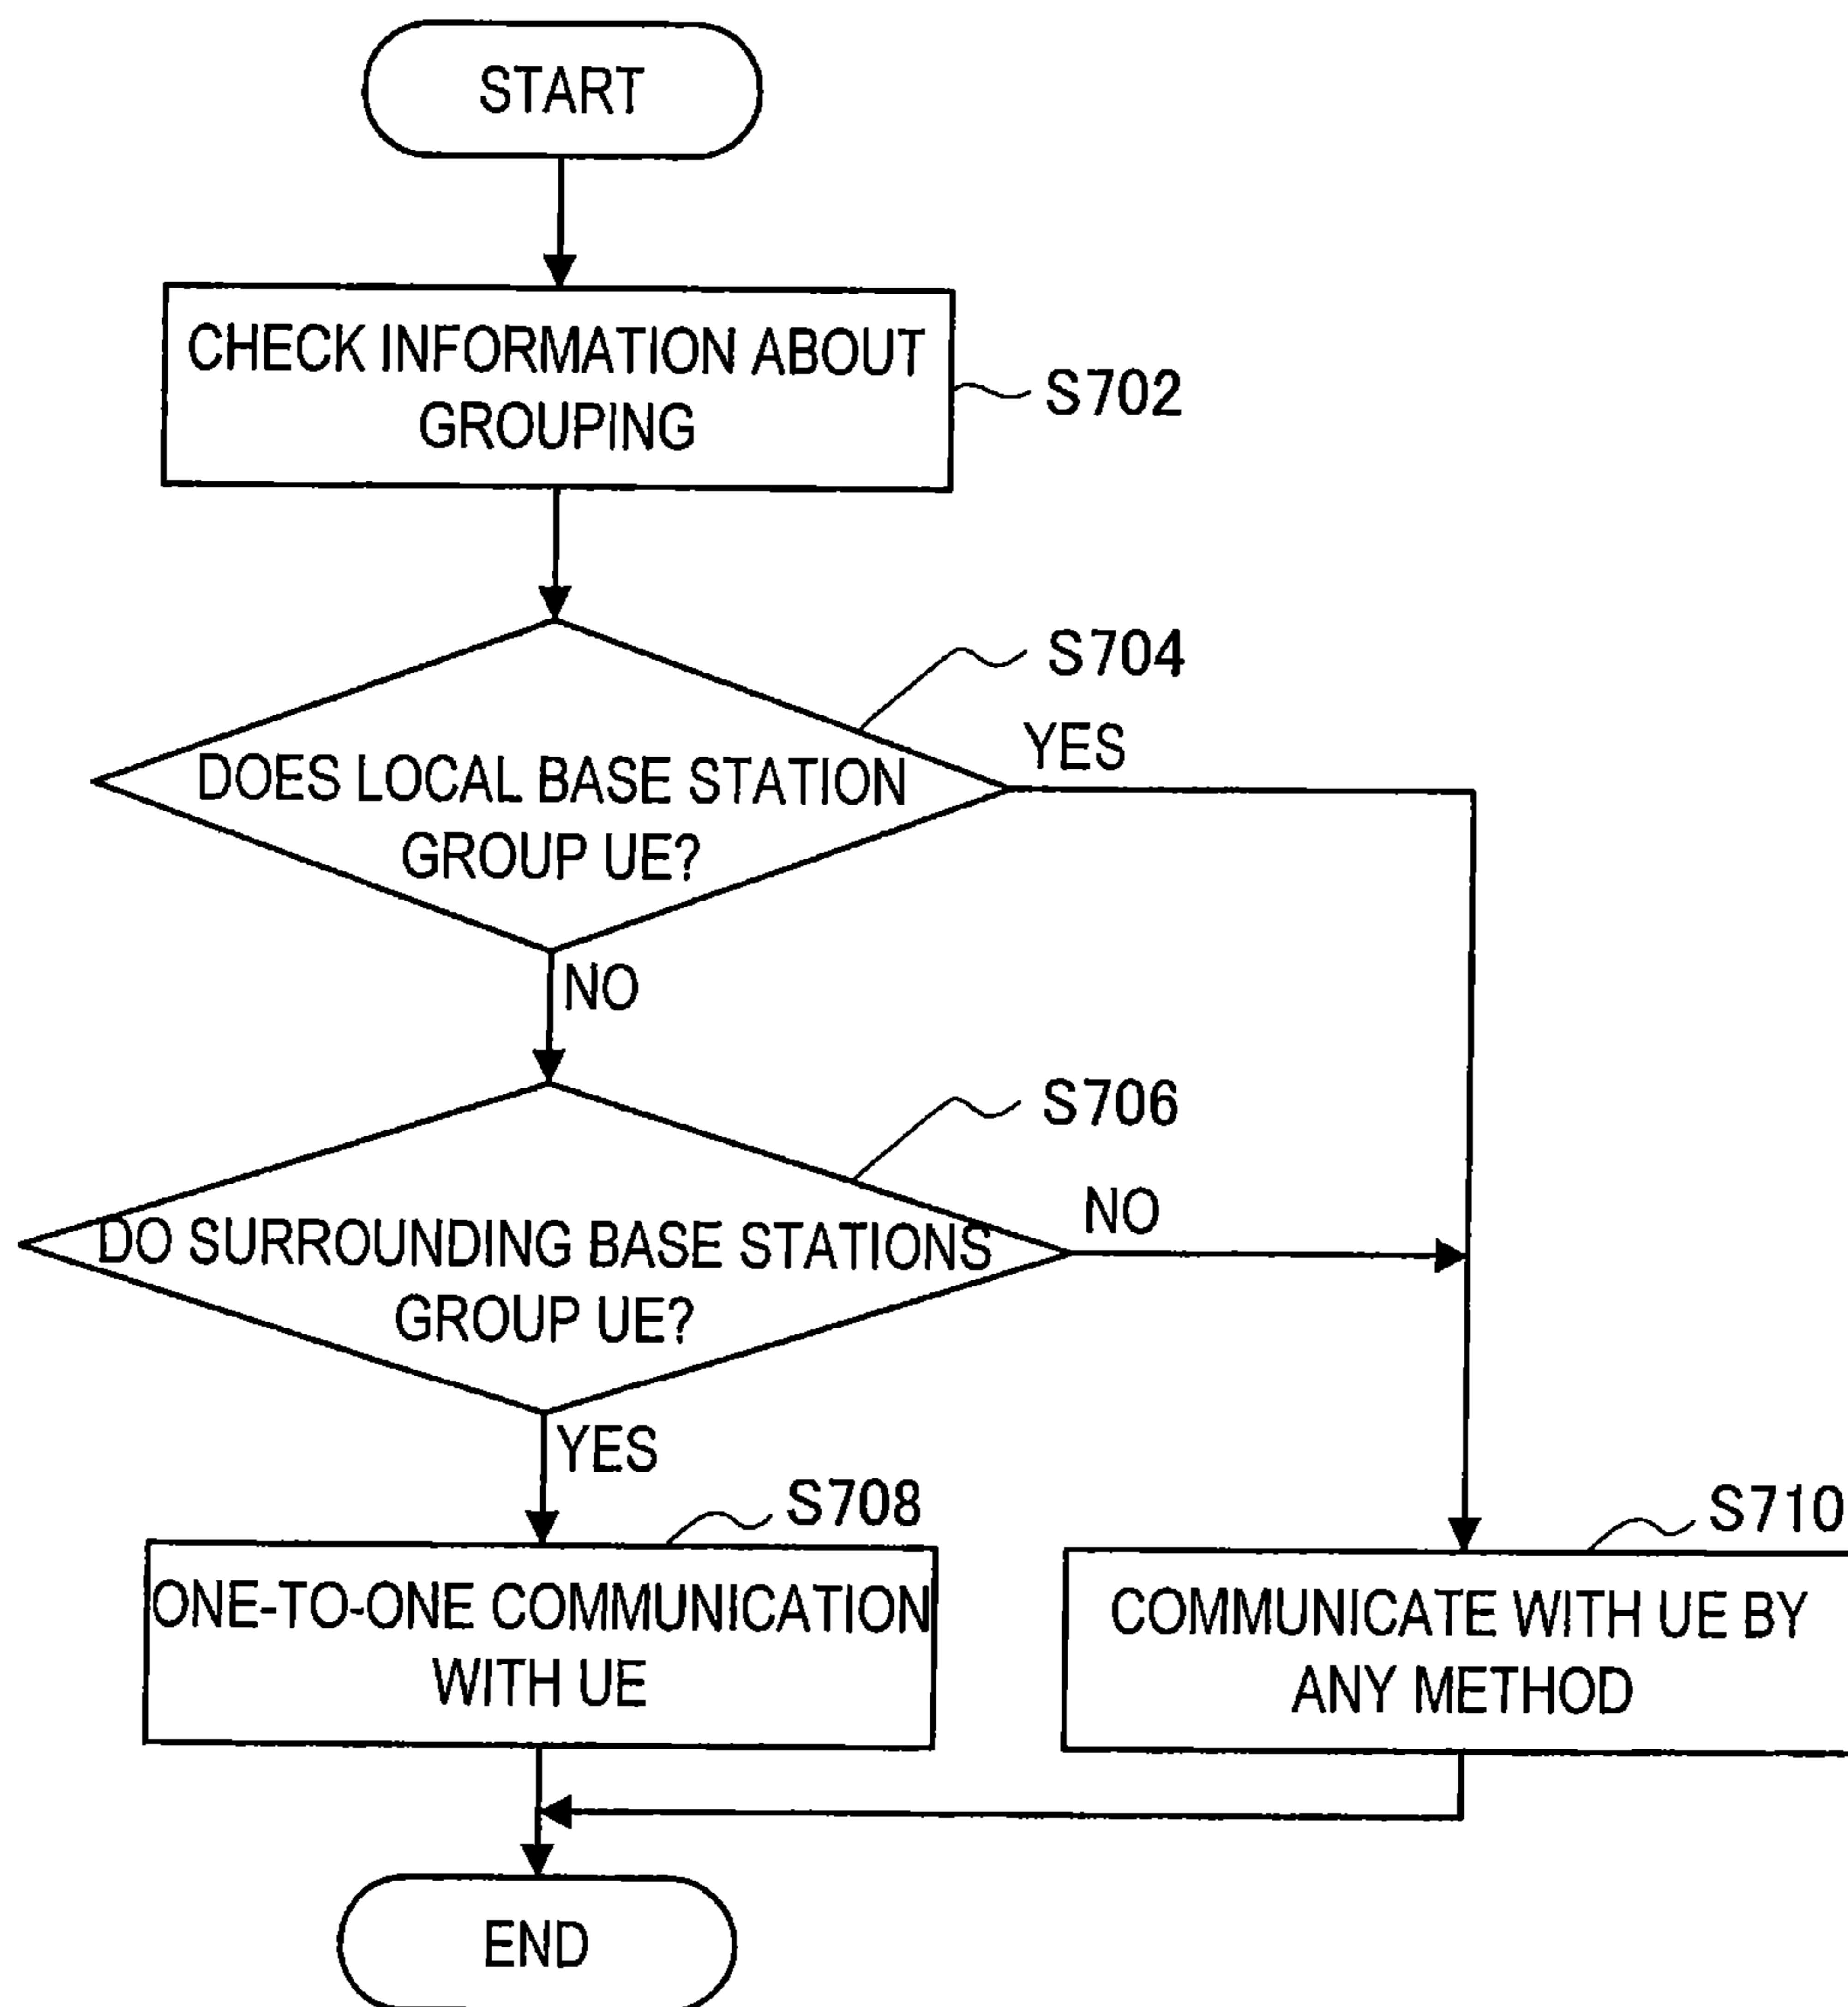 START
CHECK INFORMATION ABOUT
GROUPING
S702
S704
YES
DOES LOCAL BASE STATION
GROUP UE?
NO
S706
NO
DO SURROUNDING BASE STATIONS
GROUP UE?
YES
S708
S710
ONE-TO-ONE COMMUNICATION
WITH UE
COMMUNICATE WITH UE BY
ANY METHOD
END